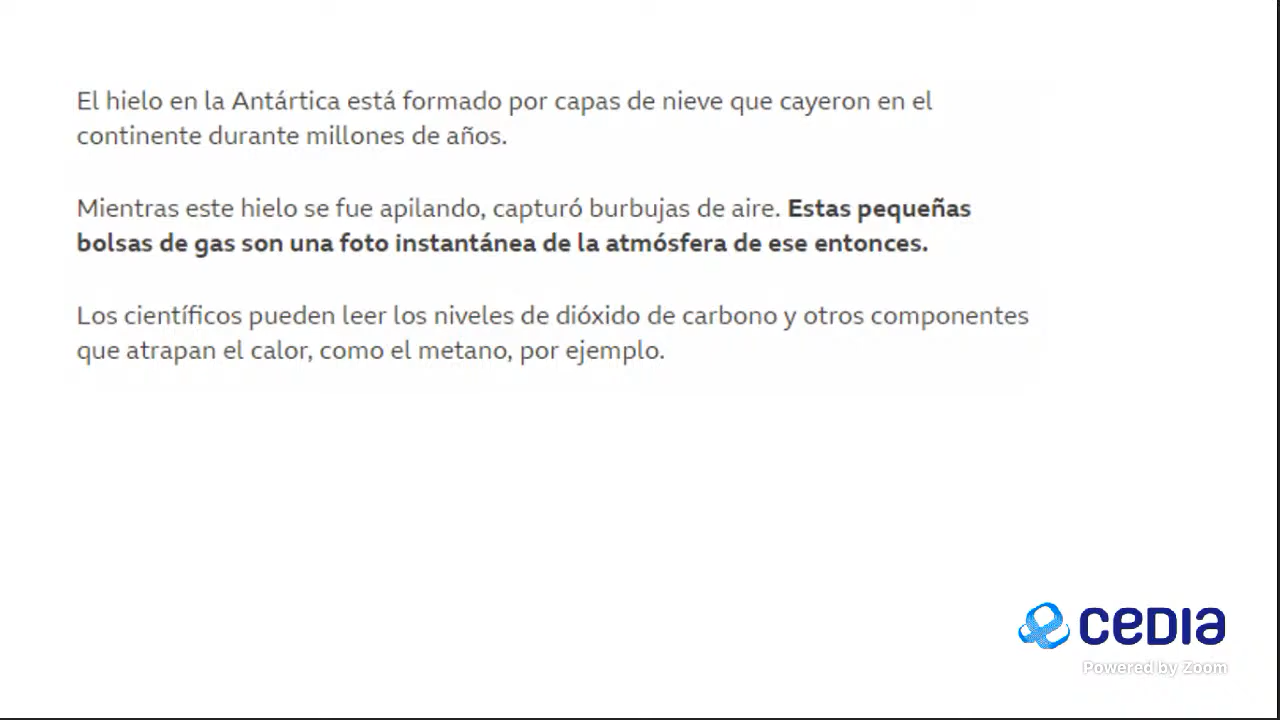 El hielo en la Antártica está formado por capas de nieve que cayeron en el
continente durante millones de años.
Mientras este hielo se fue apilando, capturó burbujas de aire. Estas pequeñas
bolsas de gas son una foto instantánea de la atmósfera de ese entonces.
Los científicos pueden leer los niveles de dióxido de carbono y otros componentes
que atrapan el calor, como el metano, por ejemplo.
CEDIA
Powered by Zoom